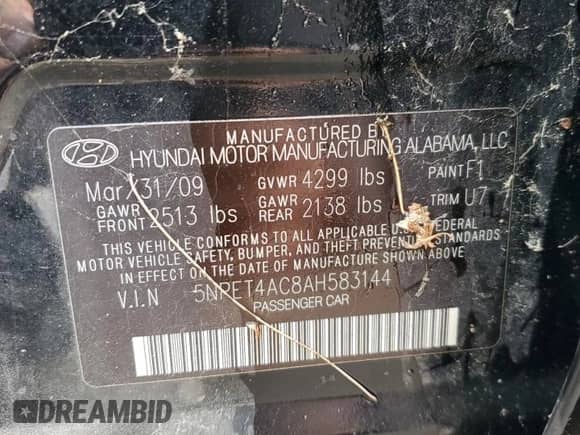 MANUFACTURED BY
HYUNDAI MOTOR MANUFACTURING ALABAMA, LLC
Mar/31/09 GVWR 4299 lbs PAINT F1
GAWR FRONT 2513 lbs GAWR REAR 2138 lbs TRIM U7
THIS VEHICLE CONFORMS TO ALL APPLICABLE U.S. FEDERAL
MOTOR VEHICLE SAFETY, BUMPER, AND THEFT PREVENTION STANDARDS
IN EFFECT ON THE DATE OF MANUFACTURE SHOWN ABOVE
V.I.N 5NPET4AC8AH583144
PASSENGER CAR
DREAMBID